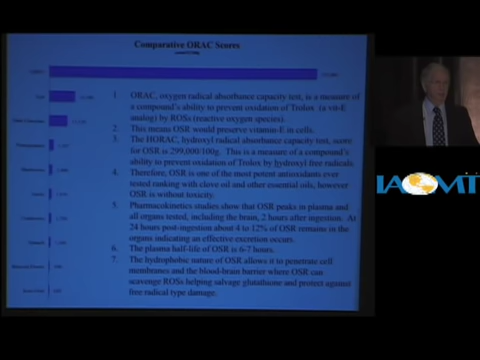 Comparative ORAC Scores
1. ORAC, oxygen radical absorbance capacity test, is a measure of
a compound's ability to prevent oxidation of Trolox (a vit-E
analog) by ROSs (reactive oxygen species).
2. This means OSR would preserve vitamin-E in cells.
3. The HORAC, hydroxyl radical absorbance capacity test, score
for OSR is 299,000/100g. This is a measure of a compound's
ability to prevent oxidation of Trolox by hydroxyl free radicals.
4. Therefore, OSR is one of the most potent antioxidants ever
tested ranking with clove oil and other essential oils, however
OSR is without toxicity.
5. Pharmacokinetics studies show that OSR peaks in plasma and
all organs tested, including the brain, 2 hours after ingestion. At
24 hours post-ingestion about 4 to 12% of OSR remains in the
organs indicating an effective excretion occurs.
6. The plasma half-life of OSR is 6-7 hours.
7. The hydrophobic nature of OSR allows it to penetrate cell
membranes and the blood-brain barrier where OSR can
scavenge ROSs helping salvage glutathione and protect against
free radical type damage.
IAOMT